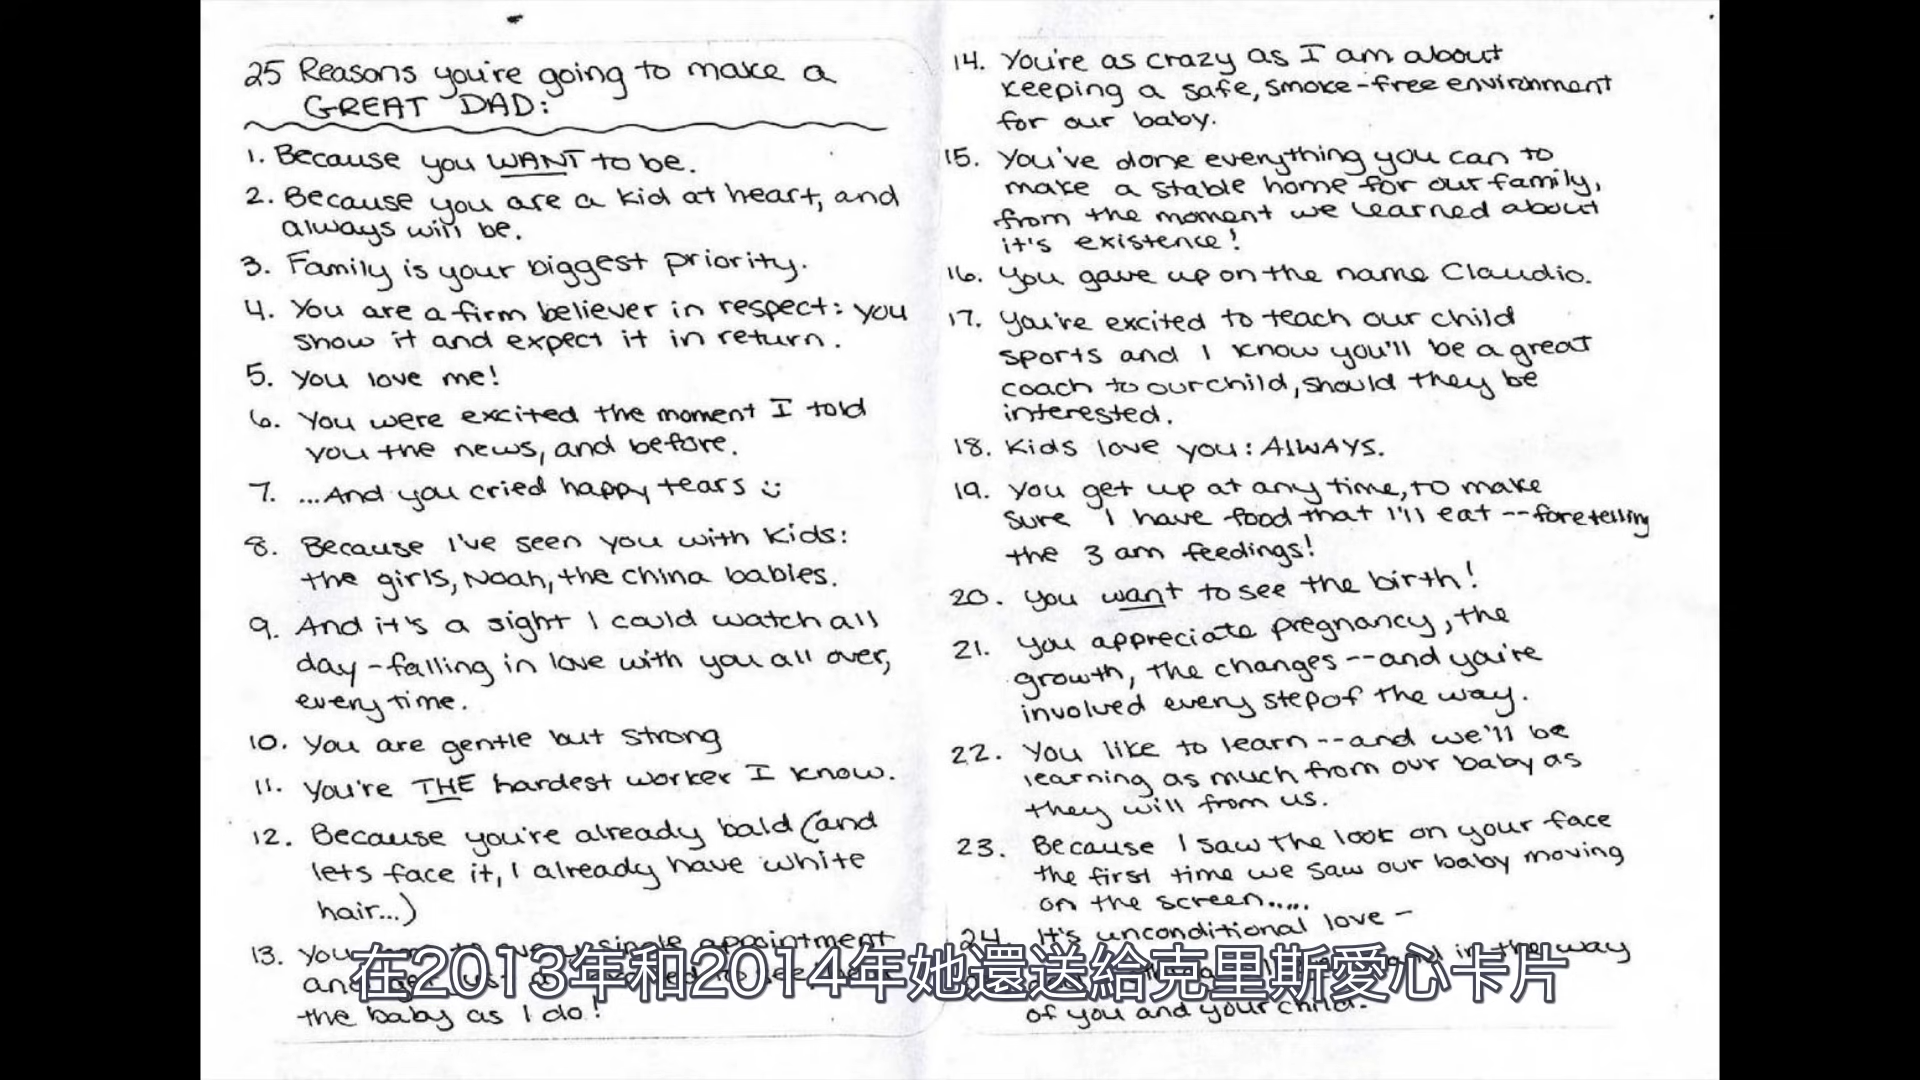 25 Reasons you're going to make a
GREAT DAD:
1. Because you WANT to be.
2. Because you are a kid at heart, and
always will be.
3. Family is your biggest priority.
4. You are a firm believer in respect: you
show it and expect it in return.
5. You love me!
6. You were excited the moment I told
you the news, and before.
7. ...And you cried happy tears :)
8. Because I've seen you with kids:
the girls, Noah, the china babies.
9. And it's a sight I could watch all
day - falling in love with you all over,
every time.
10. You are gentle but strong
11. You're THE hardest worker I know.
12. Because you're already bald (and
lets face it, I already have white
hair...)
13. You every single appointment
the baby as I do!
14. You're as crazy as I am about
keeping a safe, smoke-free environment
for our baby.
15. You've done everything you can to
make a stable home for our family,
from the moment we learned about
it's existence!
16. You gave up on the name Claudio.
17. You're excited to teach our child
sports and I know you'll be a great
coach to our child, should they be
interested.
18. Kids love you: AlWAYS.
19. You get up at any time, to make
sure I have food that I'll eat -- foretelling
the 3 am feedings!
20. You want to see the birth!
21. You appreciate pregnancy, the
growth, the changes -- and you're
involved every step of the way.
22. You like to learn -- and we'll be
learning as much from our baby as
they will from us.
23. Because I saw the look on your face
the first time we saw our baby moving
on the screen.....
24. It's unconditional love -
in the way
of you and your child.
在2013年和2014年她還送給克里斯愛心卡片